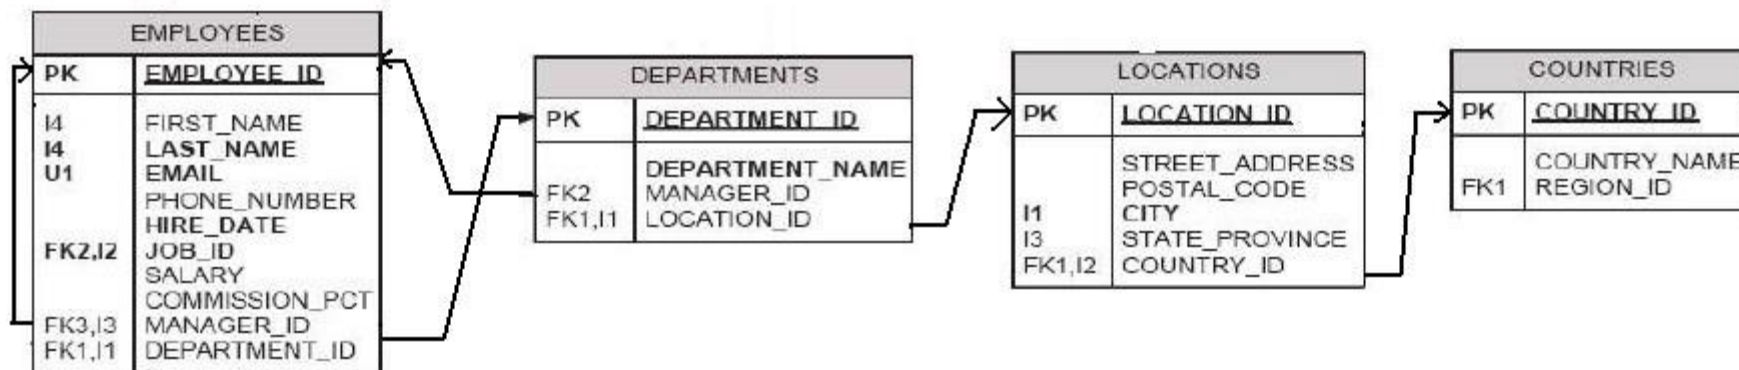 EMPLOYEES
PK EMPLOYEE_ID
I4 FIRST_NAME
I4 LAST_NAME
U1 EMAIL
PHONE_NUMBER
HIRE_DATE
FK2,I2 JOB_ID
SALARY
COMMISSION_PCT
FK3,I3 MANAGER_ID
FK1,I1 DEPARTMENT_ID
DEPARTMENTS
PK DEPARTMENT_ID
DEPARTMENT_NAME
FK2 MANAGER_ID
FK1,I1 LOCATION_ID
LOCATIONS
PK LOCATION_ID
STREET_ADDRESS
POSTAL_CODE
I1 CITY
I3 STATE_PROVINCE
FK1,I2 COUNTRY_ID
COUNTRIES
PK COUNTRY_ID
COUNTRY_NAME
FK1 REGION_ID